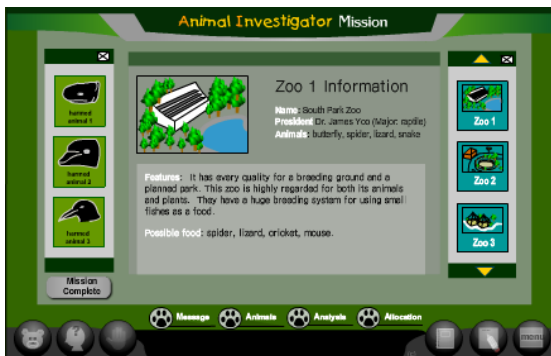 Animal Investigator Mission
harmed
animal 1
harmed
animal 2
harmed
animal 3
Mission
Complete
Zoo 1 Information
Name: South Park Zoo
President Dr. James Yoo (Major: reptile)
Animals: butterfly, spider, lizard, snake
Features: It has every quality for a breeding ground and a
planned park. This zoo is highly regarded for both its animals
and plants. They have a huge breeding system for using small
fishes as a food.
Possible food: spider, lizard, cricket, mouse.
Zoo 1
Zoo 2
Zoo 3
Message
Animals
Analysis
Allocation
menu